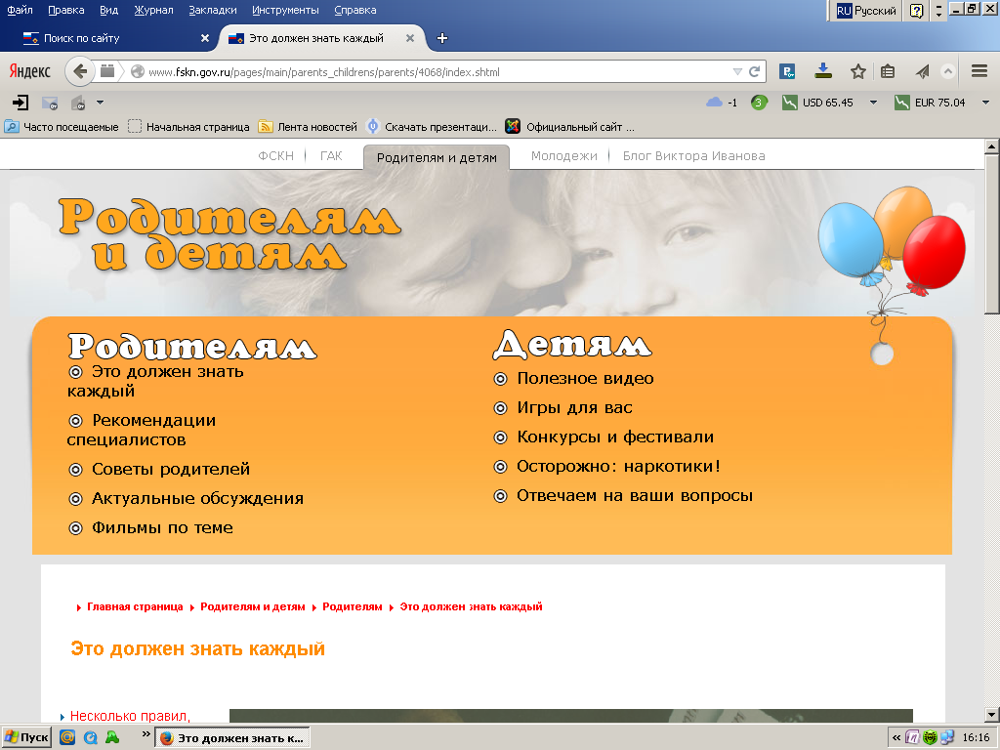 Файл Правка Вид Журнал Закладки Инструменты Справка
RU Русский
Поиск по сайту
Это должен знать каждый
Яндекс
www.fskn.gov.ru/pages/main/parents_childrens/parents/4068/index.shtml
-1 3 USD 65.45 EUR 75.04
Часто посещаемые Начальная страница Лента новостей Скачать презентаци... Официальный сайт ...
ФСКН ГАК Родителям и детям Молодежи Блог Виктора Иванова
Родителям
и детям
Родителям
Это должен знать
каждый
Рекомендации
специалистов
Советы родителей
Актуальные обсуждения
Фильмы по теме
Детям
Полезное видео
Игры для вас
Конкурсы и фестивали
Осторожно: наркотики!
Отвечаем на ваши вопросы
Главная страница Родителям и детям Родителям Это должен знать каждый
Это должен знать каждый
Несколько правил,
Пуск
Это должен знать к...
16:16